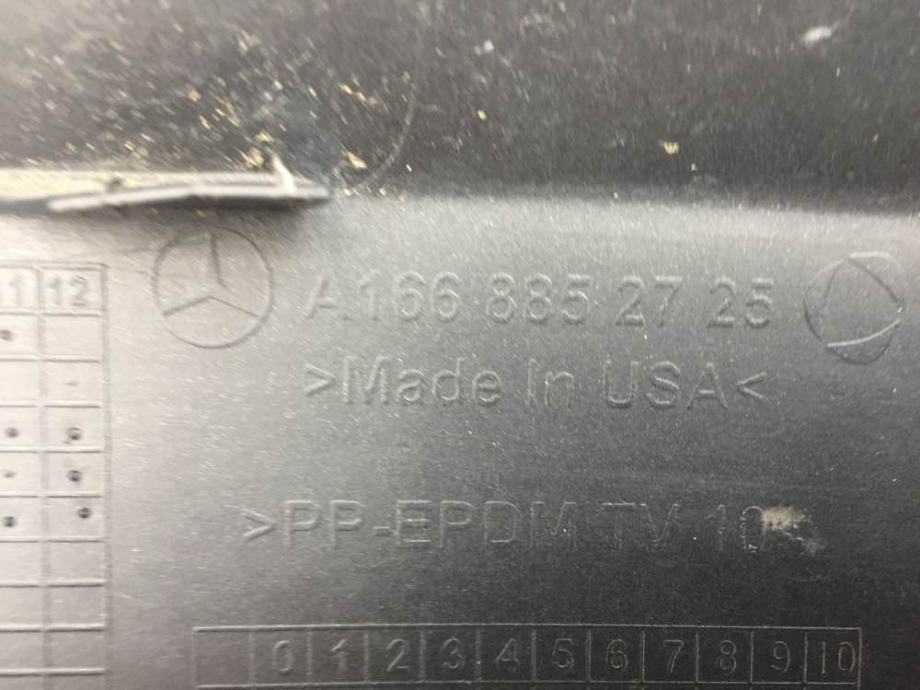 11 12
A 166 885 27 25
>Made In USA<
>PP-EPDM TV 10<
0 1 2 3 4 5 6 7 8 9 10